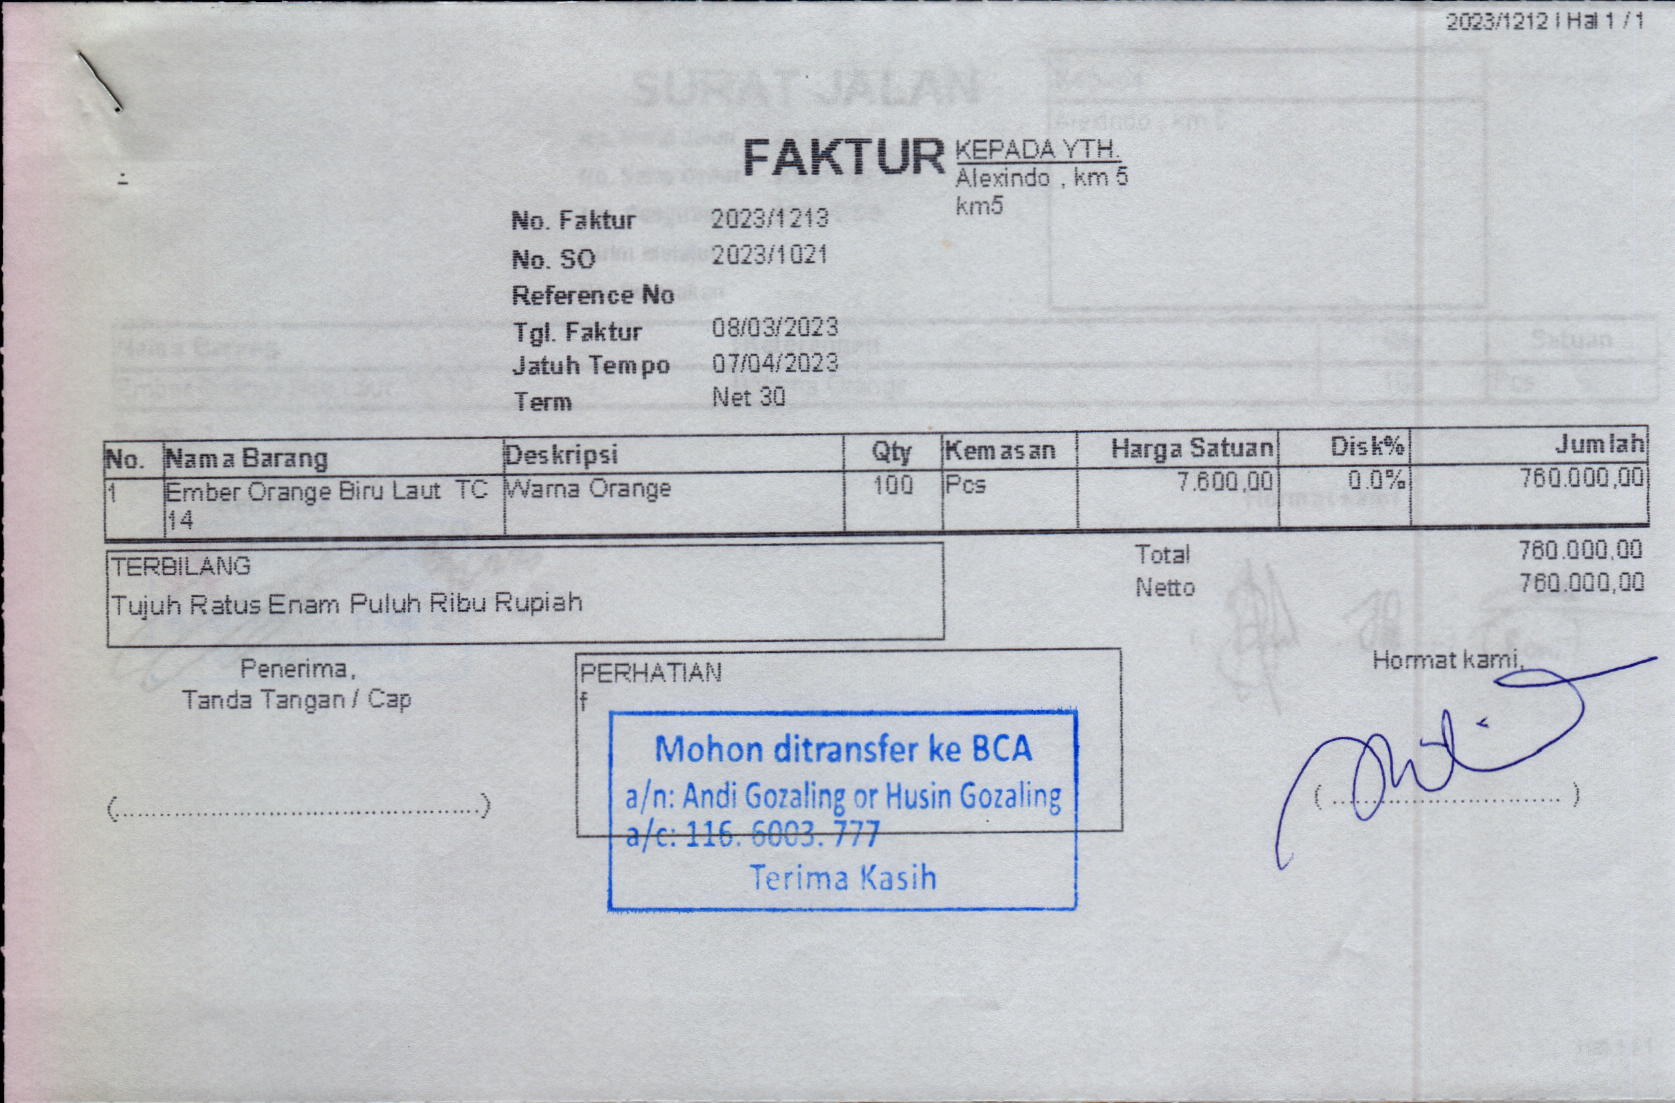 2023/1212 | Hal 1 / 1
FAKTUR
KEPADA YTH.
Alexindo , km 5
km5
No. Faktur 2023/1213
No. SO 2023/1021
Reference No
Tgl. Faktur 08/03/2023
Jatuh Tempo 07/04/2023
Term Net 30
No. Nama Barang Deskripsi Qty Kemasan Harga Satuan Disk% Jumlah
1 Ember Orange Biru Laut TC Warna Orange 100 Pcs 7.600,00 0.0% 760.000,00
14
Total 760.000,00
Netto 760.000,00
TERBILANG
Tujuh Ratus Enam Puluh Ribu Rupiah
Penerima,
Tanda Tangan / Cap
(......................................................)
PERHATIAN
f
Mohon ditransfer ke BCA
a/n: Andi Gozaling or Husin Gozaling
a/c: 116. 6003. 777
Terima Kasih
Hormat kami,
(..................................)
SURAT JALAN
Satuan